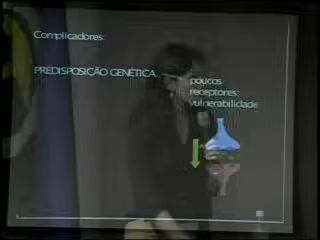 Complicadores:
PREDISPOSIÇÃO GENÉTICA
poucos
receptores:
vulnerabilidade